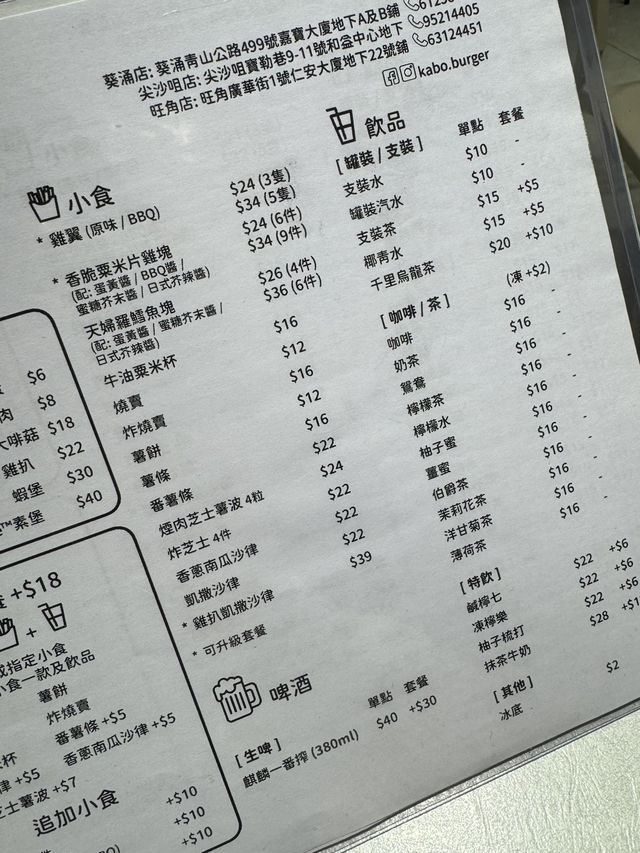 葵涌店: 葵涌青山公路499號嘉寶大廈地下A及B鋪
尖沙咀店: 尖沙咀寶勒巷9-11號和益中心地下 95214405
旺角店: 旺角廣華街1號仁安大廈地下22號鋪 63124451
kabo.burger
小食
* 雞翼 (原味 / BBQ) $24 (3隻)
$34 (5隻)
* 香脆粟米片雞塊 $24 (6件)
(配: 蛋黃醬 / BBQ醬 / $34 (9件)
蜜糖芥末醬 / 日式芥辣醬)
天婦羅鱈魚塊 $26 (4件)
(配: 蛋黃醬 / 蜜糖芥末醬 / $36 (6件)
日式芥辣醬)
牛油粟米杯 $16
燒賣 $12
炸燒賣 $16
薯餅 $12
薯條 $16
番薯條 $22
煙肉芝士薯波 4粒 $24
炸芝士 4件 $22
香蔥南瓜沙律 $22
凱撒沙律 $22
* 雞扒凱撒沙律 $39
* 可升級套餐
啤酒
單點 套餐
[ 生啤 ]
麒麟一番搾 (380ml) $40 +$30
飲品
單點 套餐
[ 罐裝 / 支裝 ]
支裝水 $10 -
罐裝汽水 $10 -
支裝茶 $15 +$5
椰青水 $15 +$5
千里烏龍茶 $20 +$10
[ 咖啡 / 茶 ] (凍 +$2)
咖啡 $16 -
奶茶 $16 -
鴛鴦 $16 -
檸檬茶 $16 -
檸檬水 $16 -
柚子蜜 $16 -
薑蜜 $16 -
伯爵茶 $16 -
茉莉花茶 $16 -
洋甘菊茶 $16 -
薄荷茶 $16 -
[ 特飲 ]
鹹檸七 $22 +$6
凍檸樂 $22 +$6
柚子梳打 $22 +$6
抹茶牛奶 $28
[ 其他 ]
冰底 $2
$6
肉 $8
啡菇 $18
雞扒 $22
蝦堡 $30
™素堡 $40
+$18
+
指定小食
小食一款及飲品
薯餅
炸燒賣
杯 番薯條 +$5
律 +$5 香蔥南瓜沙律 +$5
芝士薯波 +$7
追加小食
+$10
+$10
+$10